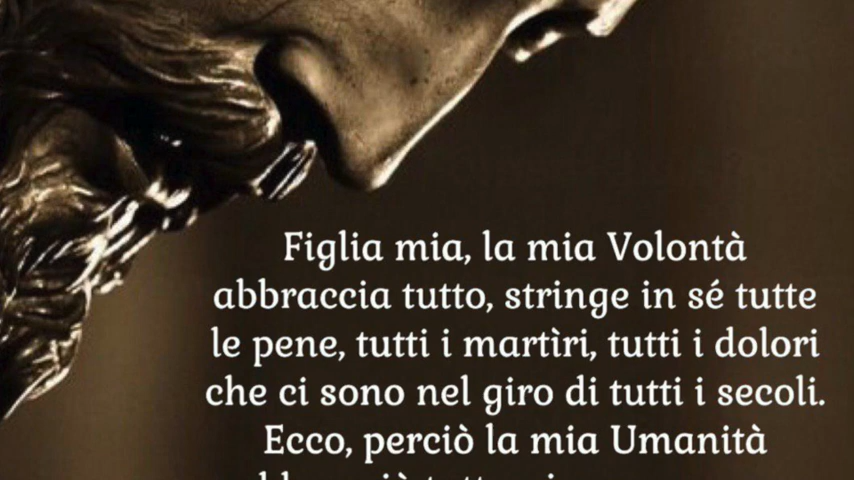 Figlia mia, la mia Volontà
abbraccia tutto, stringe in sé tutte
le pene, tutti i martìri, tutti i dolori
che ci sono nel giro di tutti i secoli.
Ecco, perciò la mia Umanità